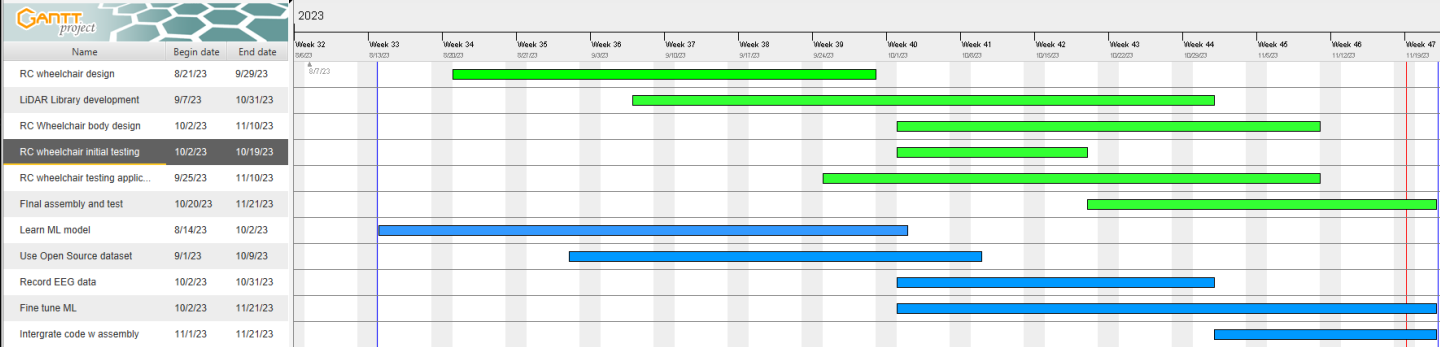 GANTT
project
2023
Name Begin date End date
Week 32 Week 33 Week 34 Week 35 Week 36 Week 37 Week 38 Week 39 Week 40 Week 41 Week 42 Week 43 Week 44 Week 45 Week 46 Week 47
8/6/23 8/13/23 8/20/23 8/27/23 9/3/23 9/10/23 9/17/23 9/24/23 10/1/23 10/8/23 10/15/23 10/22/23 10/29/23 11/5/23 11/12/23 11/19/23
8/7/23
RC wheelchair design 8/21/23 9/29/23
LiDAR Library development 9/7/23 10/31/23
RC Wheelchair body design 10/2/23 11/10/23
RC wheelchair initial testing 10/2/23 10/19/23
RC wheelchair testing applic... 9/25/23 11/10/23
FInal assembly and test 10/20/23 11/21/23
Learn ML model 8/14/23 10/2/23
Use Open Source dataset 9/1/23 10/9/23
Record EEG data 10/2/23 10/31/23
Fine tune ML 10/2/23 11/21/23
Intergrate code w assembly 11/1/23 11/21/23